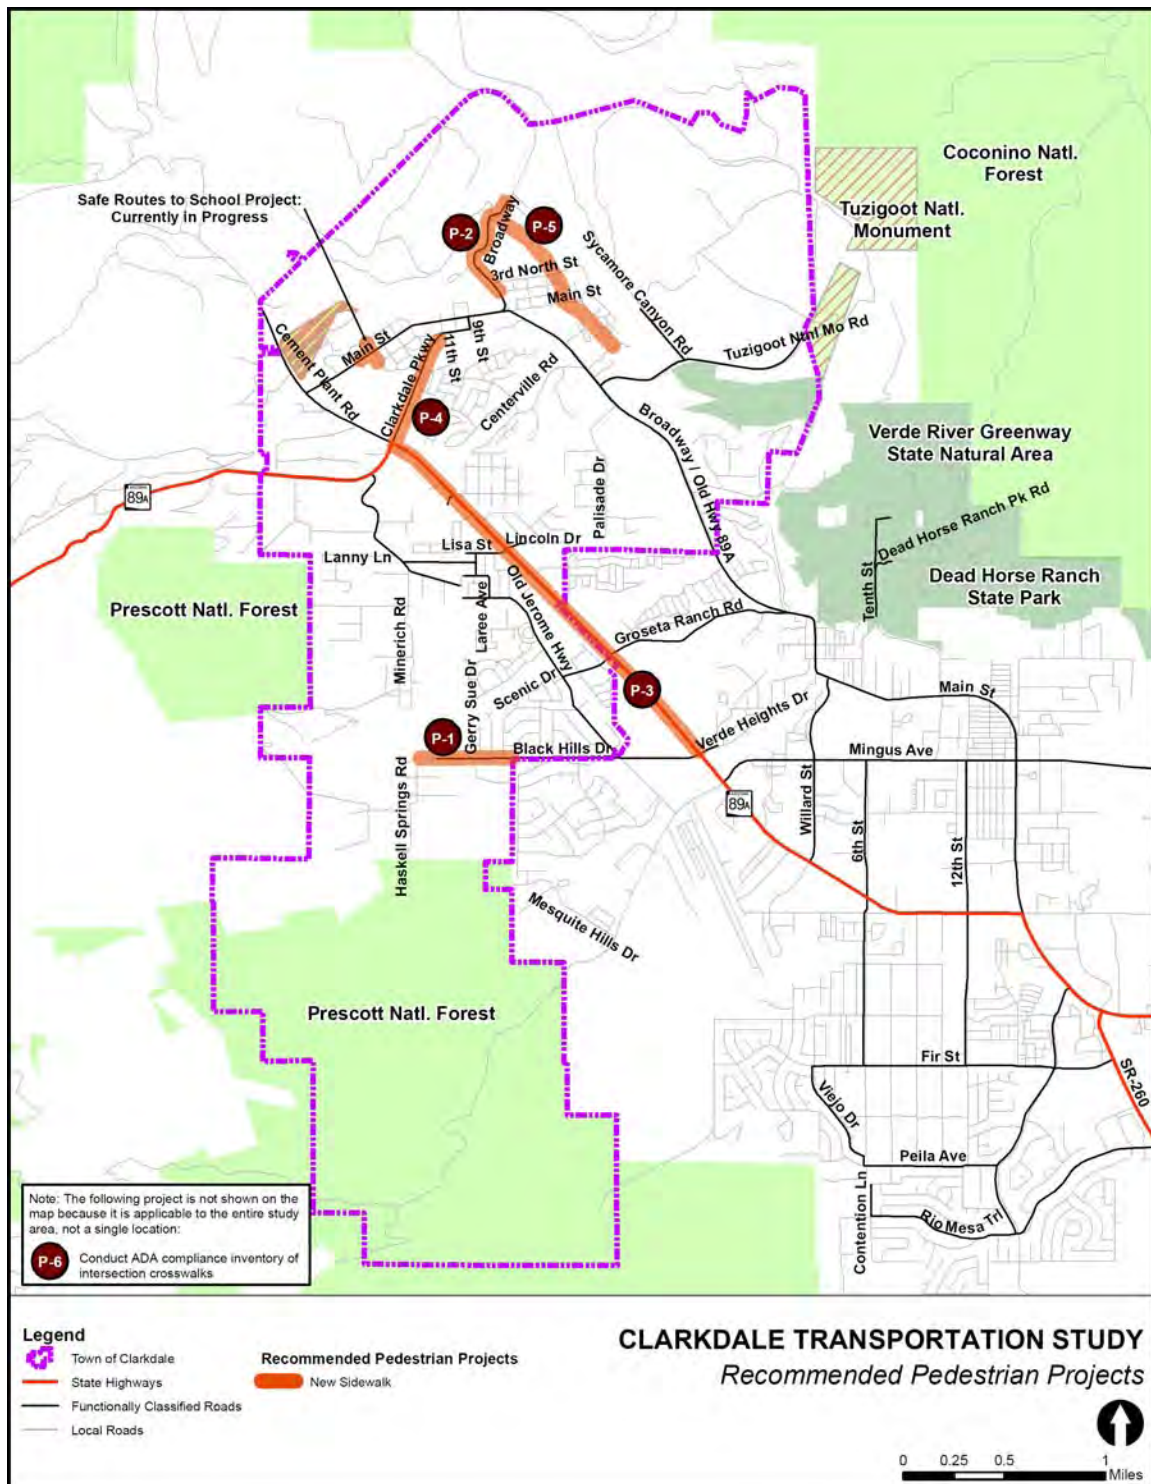 Coconino Natl.
Forest
Safe Routes to School Project:
Currently in Progress
Tuzigoot Natl.
Monument
P-2
Broadway
P-5
3rd North St
Main St
Sycamore Canyon Rd
Tuzigoot Ntnl Mo Rd
Cement Plant Rd
Main St
Clarkdale Pkwy
11th St
9th St
Centerville Rd
P-4
Broadway / Old Hwy 89A
Verde River Greenway
State Natural Area
89A
Palisade Dr
Dead Horse Ranch Pk Rd
Tenth St
Lisa St
Lincoln Dr
Lanny Ln
Dead Horse Ranch
State Park
Prescott Natl. Forest
Minerich Rd
Laree Ave
Old Jerome Hwy
Groseta Ranch Rd
Gerry Sue Dr
Scenic Dr
P-3
Main St
P-1
Black Hills Dr
Verde Heights Dr
Mingus Ave
Haskell Springs Rd
89A
Willard St
6th St
12th St
Mesquite Hills Dr
Prescott Natl. Forest
Fir St
SR-260
Viejo Dr
Peila Ave
Contention Ln
Rio Mesa Trl
Note: The following project is not shown on the
map because it is applicable to the entire study
area, not a single location:
P-6
Conduct ADA compliance inventory of
intersection crosswalks
Legend
Town of Clarkdale
State Highways
Functionally Classified Roads
Local Roads
Recommended Pedestrian Projects
New Sidewalk
CLARKDALE TRANSPORTATION STUDY
Recommended Pedestrian Projects
0 0.25 0.5 1
Miles